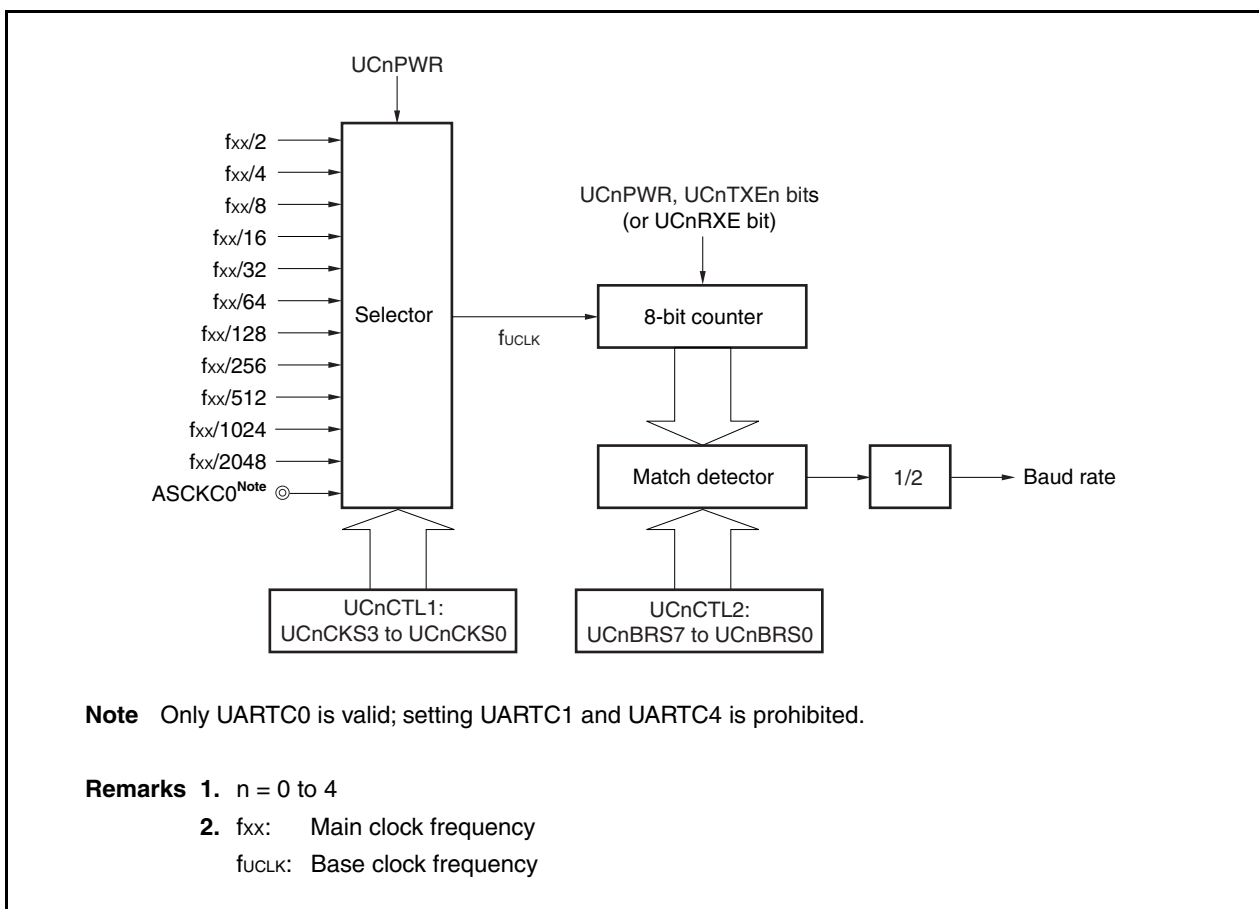 UCnPWR
fxx/2
fxx/4
fxx/8
fxx/16
fxx/32
fxx/64
fxx/128
fxx/256
fxx/512
fxx/1024
fxx/2048
ASCKC0Note
Selector
fUCLK
UCnPWR, UCnTXEn bits
(or UCnRXE bit)
8-bit counter
Match detector
1/2
Baud rate
UCnCTL1:
UCnCKS3 to UCnCKS0
UCnCTL2:
UCnBRS7 to UCnBRS0
Note Only UARTC0 is valid; setting UARTC1 and UARTC4 is prohibited.
Remarks 1. n = 0 to 4
2. fxx: Main clock frequency
fUCLK: Base clock frequency